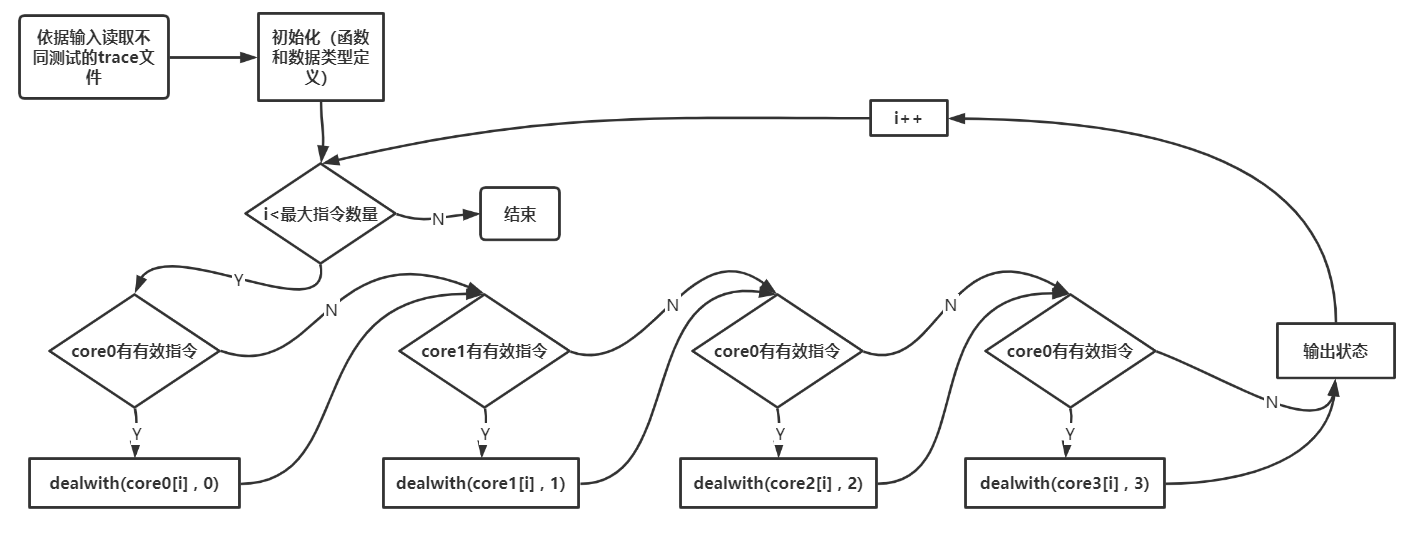 依据输入读取不
同测试的trace文
件
初始化（函数
和数据类型定
义）
i++
i<最大指令数量
N
结束
Y
N
N
N
core0有有效指令
core1有有效指令
core0有有效指令
core0有有效指令
输出状态
N
Y
Y
Y
Y
dealwith(core0[i] , 0)
dealwith(core1[i] , 1)
dealwith(core2[i] , 2)
dealwith(core3[i] , 3)